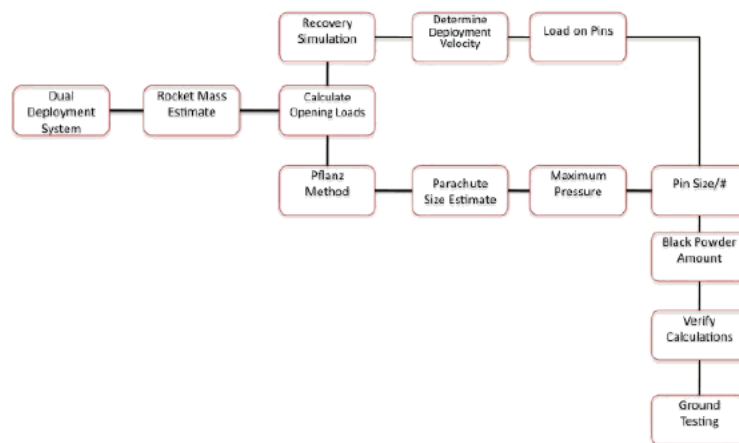 Recovery
Simulation
Determine
Deployment
Velocity
Load on Pins
Dual
Deployment
System
Rocket Mass
Estimate
Calculate
Opening Loads
Pflanz
Method
Parachute
Size Estimate
Maximum
Pressure
Pin Size/#
Black Powder
Amount
Verify
Calculations
Ground
Testing